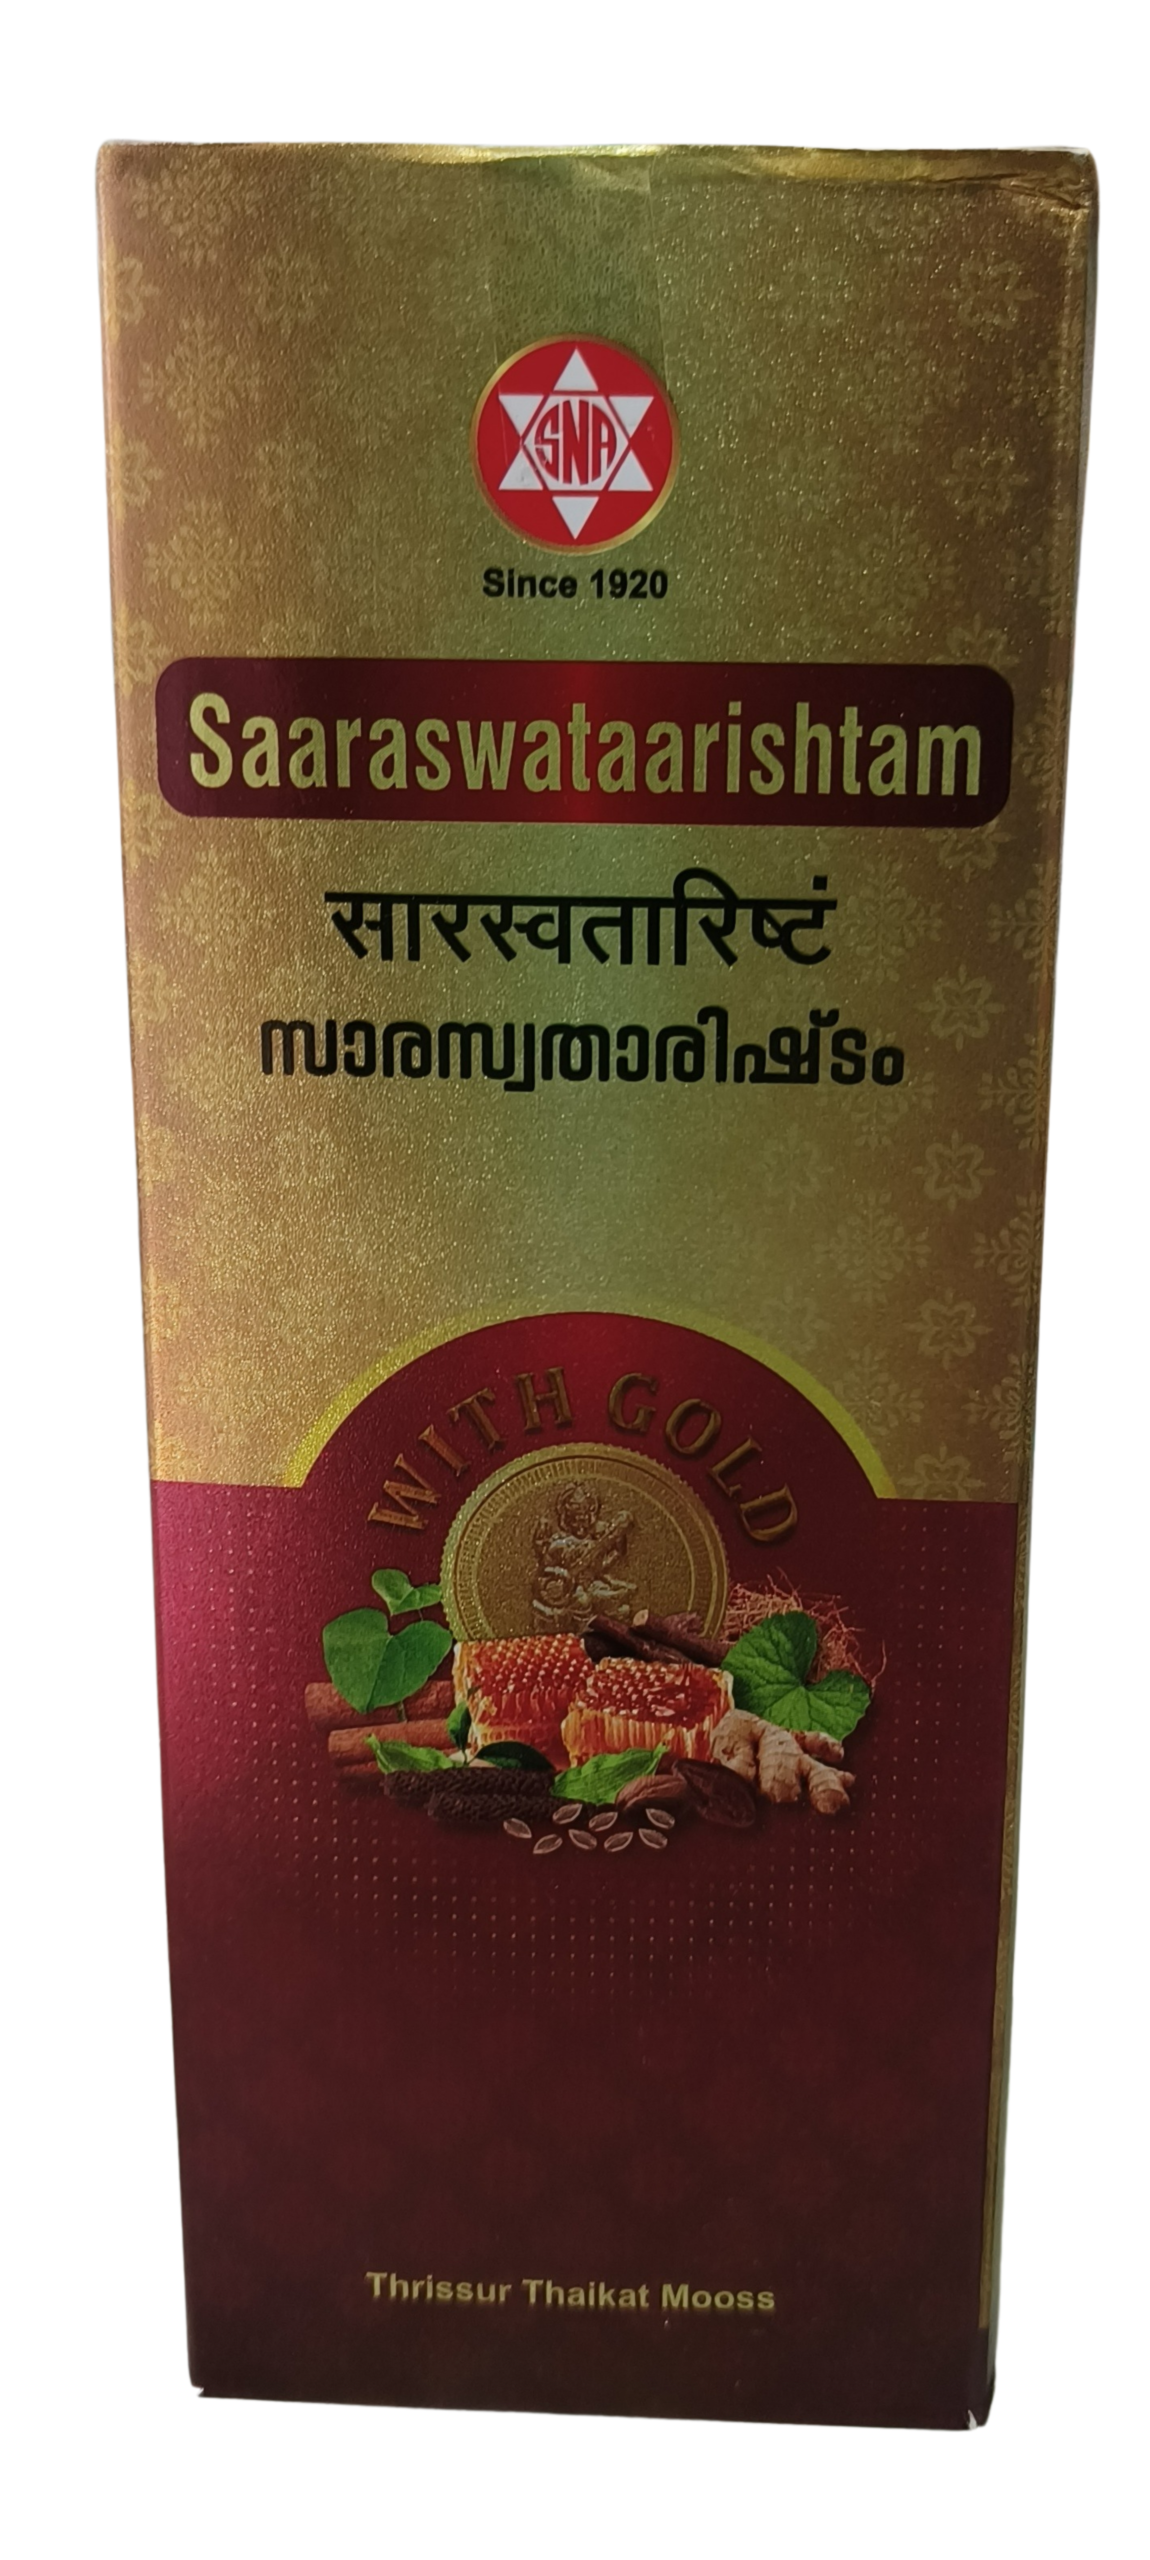 SNA
Since 1920
Saaraswataarishtam
सारस्वतारिष्टं
സാരസ്വതാരിഷ്ടം
WITH GOLD
Thrissur Thaikat Mooss